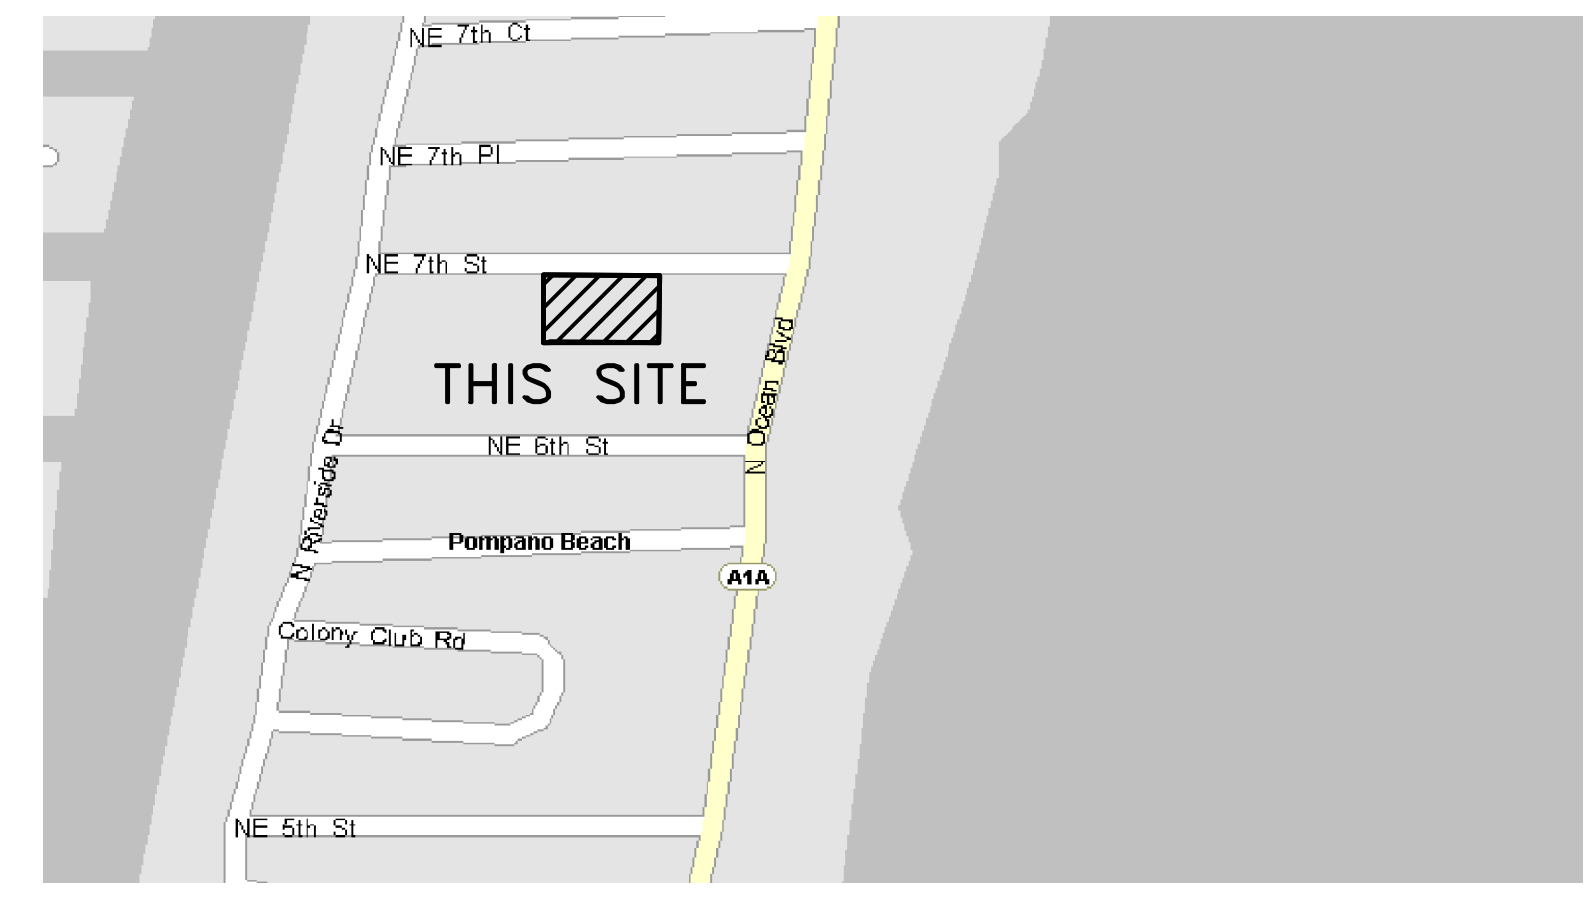 NE 7th Ct
NE 7th Pl
NE 7th St
THIS SITE
N Ocean Blvd
NE 6th St
N Riverside Dr
Pompano Beach
A1A
Colony Club Rd
NE 5th St